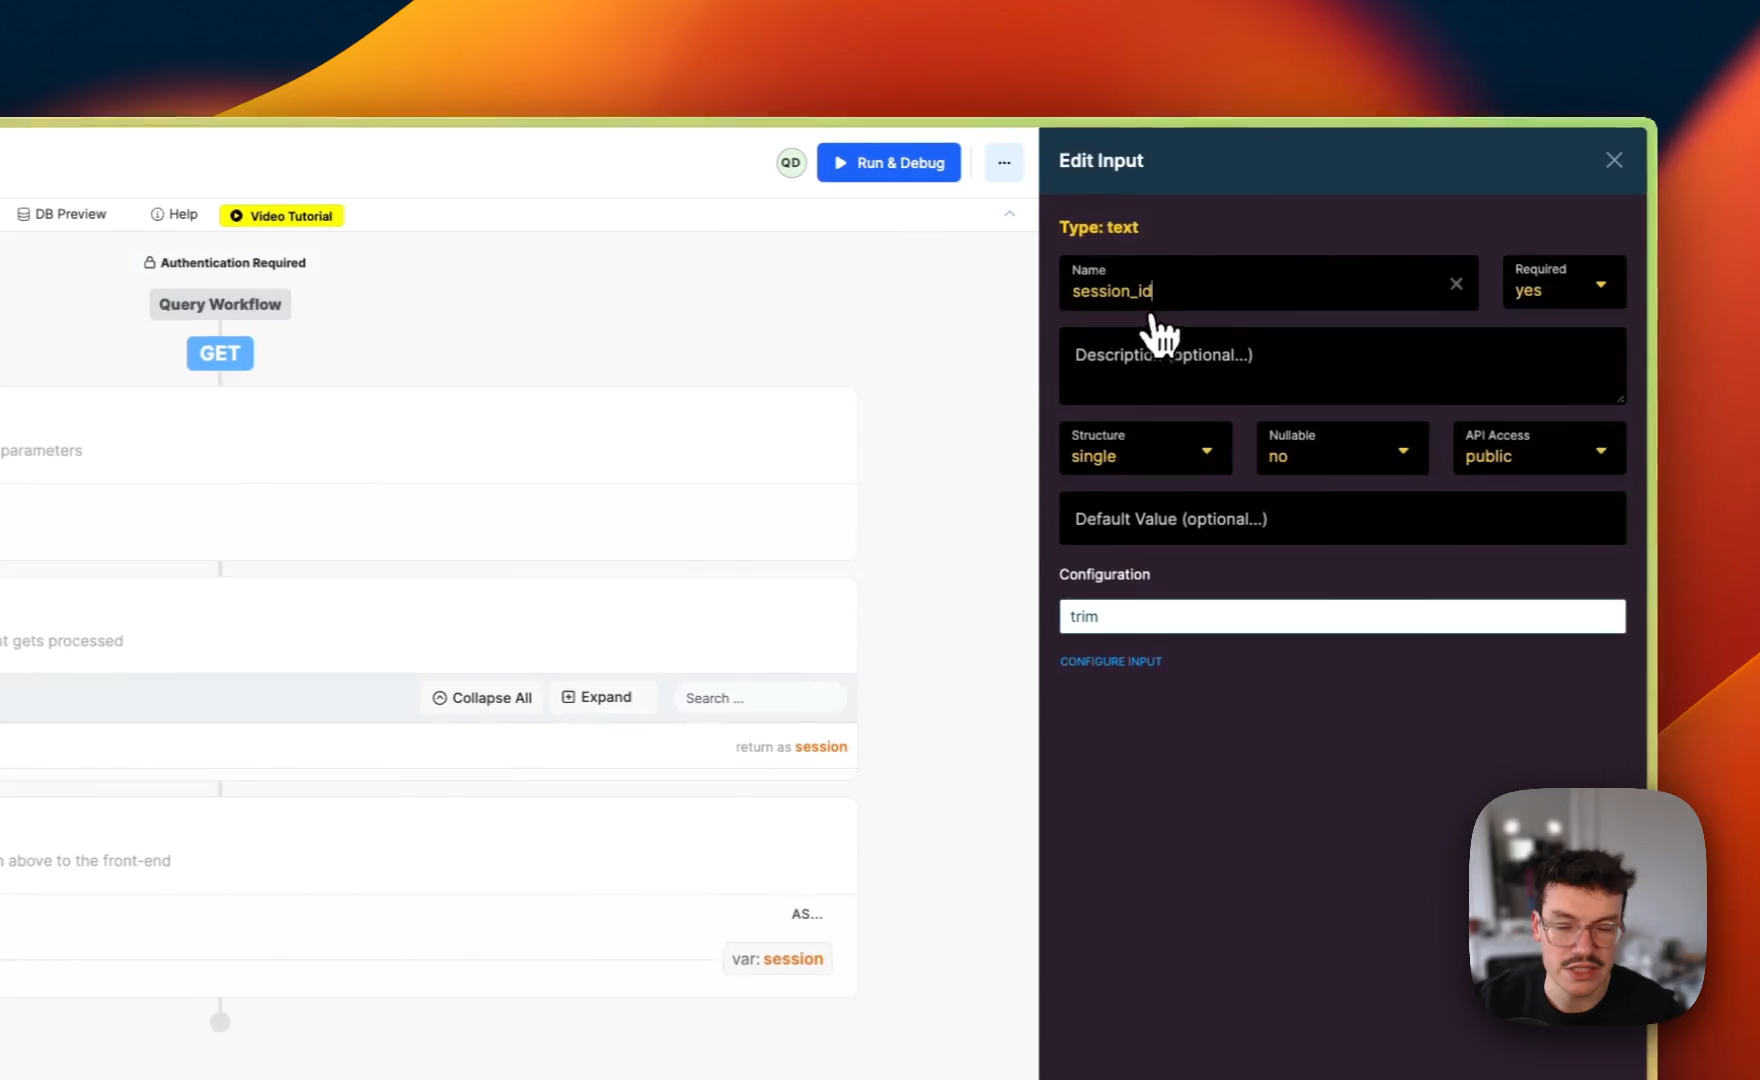 QD
Run & Debug
...
Edit Input
DB Preview
Help
Video Tutorial
Authentication Required
Query Workflow
GET
parameters
t gets processed
Collapse All
Expand
Search ...
return as session
above to the front-end
AS...
var: session
Type: text
Name
session_id
Required
yes
Description (optional...)
Structure
single
Nullable
no
API Access
public
Default Value (optional...)
Configuration
trim
CONFIGURE INPUT